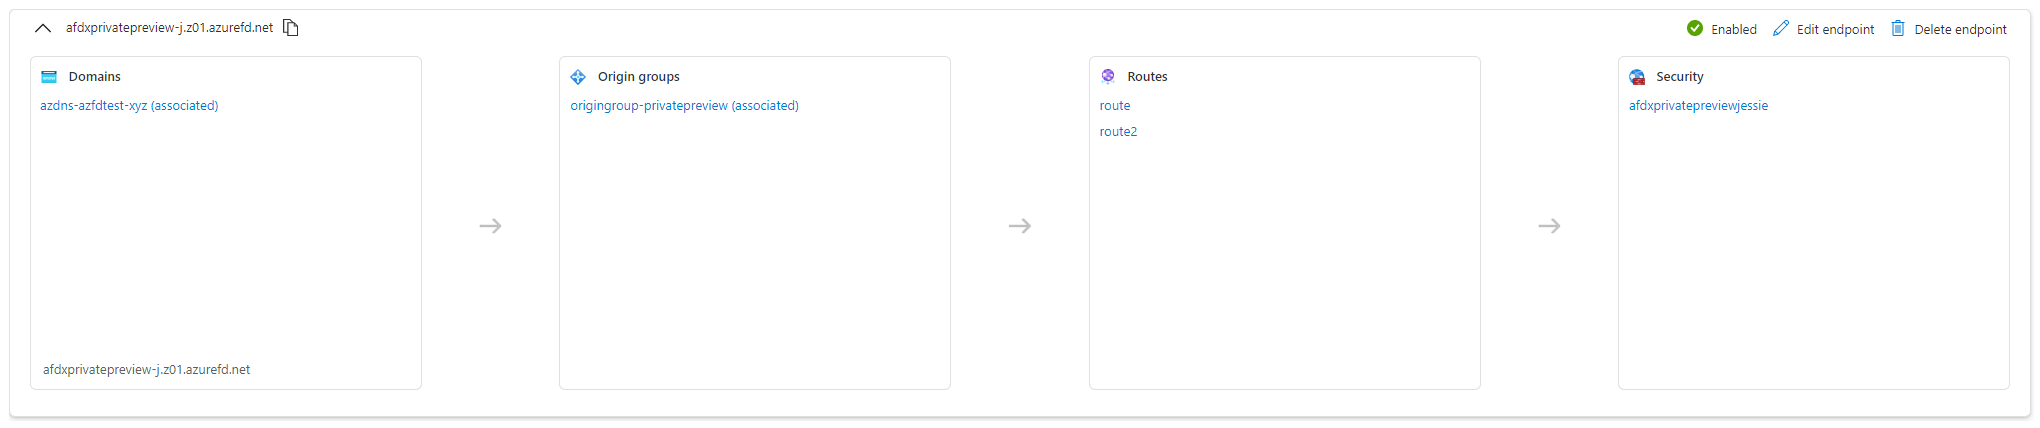 afdxprivatepreview-j.z01.azurefd.net
Enabled
Edit endpoint
Delete endpoint
Domains
azdns-azfdtest-xyz (associated)
afdxprivatepreview-j.z01.azurefd.net
Origin groups
origingroup-privatepreview (associated)
Routes
route
route2
Security
afdxprivatepreviewjessie